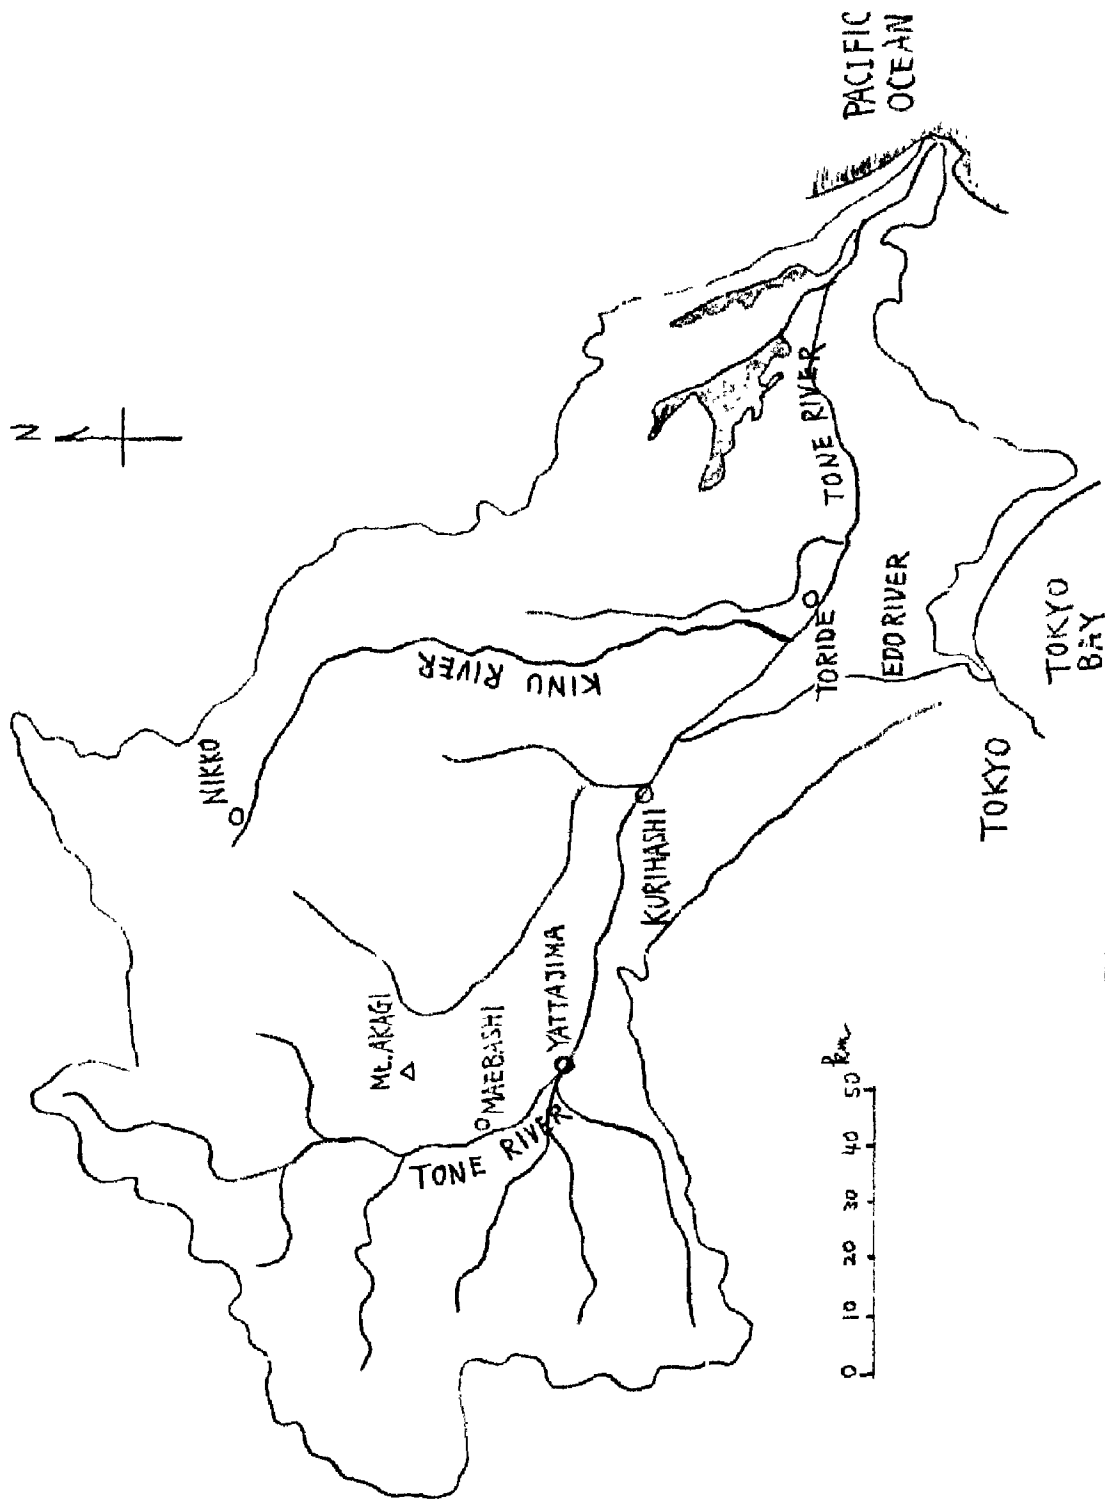 N
PACIFIC
OCEAN
NIKKO
KINU RIVER
TONE RIVER
Mt. AKAGI
MAEBASHI
TONE RIVER
YATTAJIMA
KURIHASHI
TORIDE
EDO RIVER
TOKYO
TOKYO
BAY
0 10 20 30 40 50 km